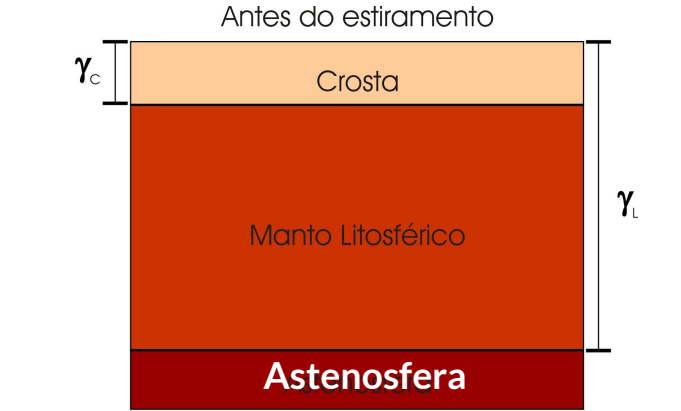 Antes do estiramento
γC
Crosta
γL
Manto Litosférico
Astenosfera